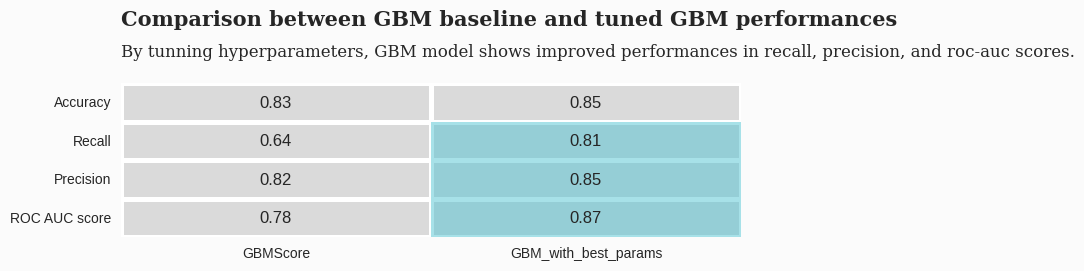 Comparison between GBM baseline and tuned GBM performances
By tunning hyperparameters, GBM model shows improved performances in recall, precision, and roc-auc scores.
Accuracy 0.83 0.85
Recall 0.64 0.81
Precision 0.82 0.85
ROC AUC score 0.78 0.87
GBMScore GBM_with_best_params